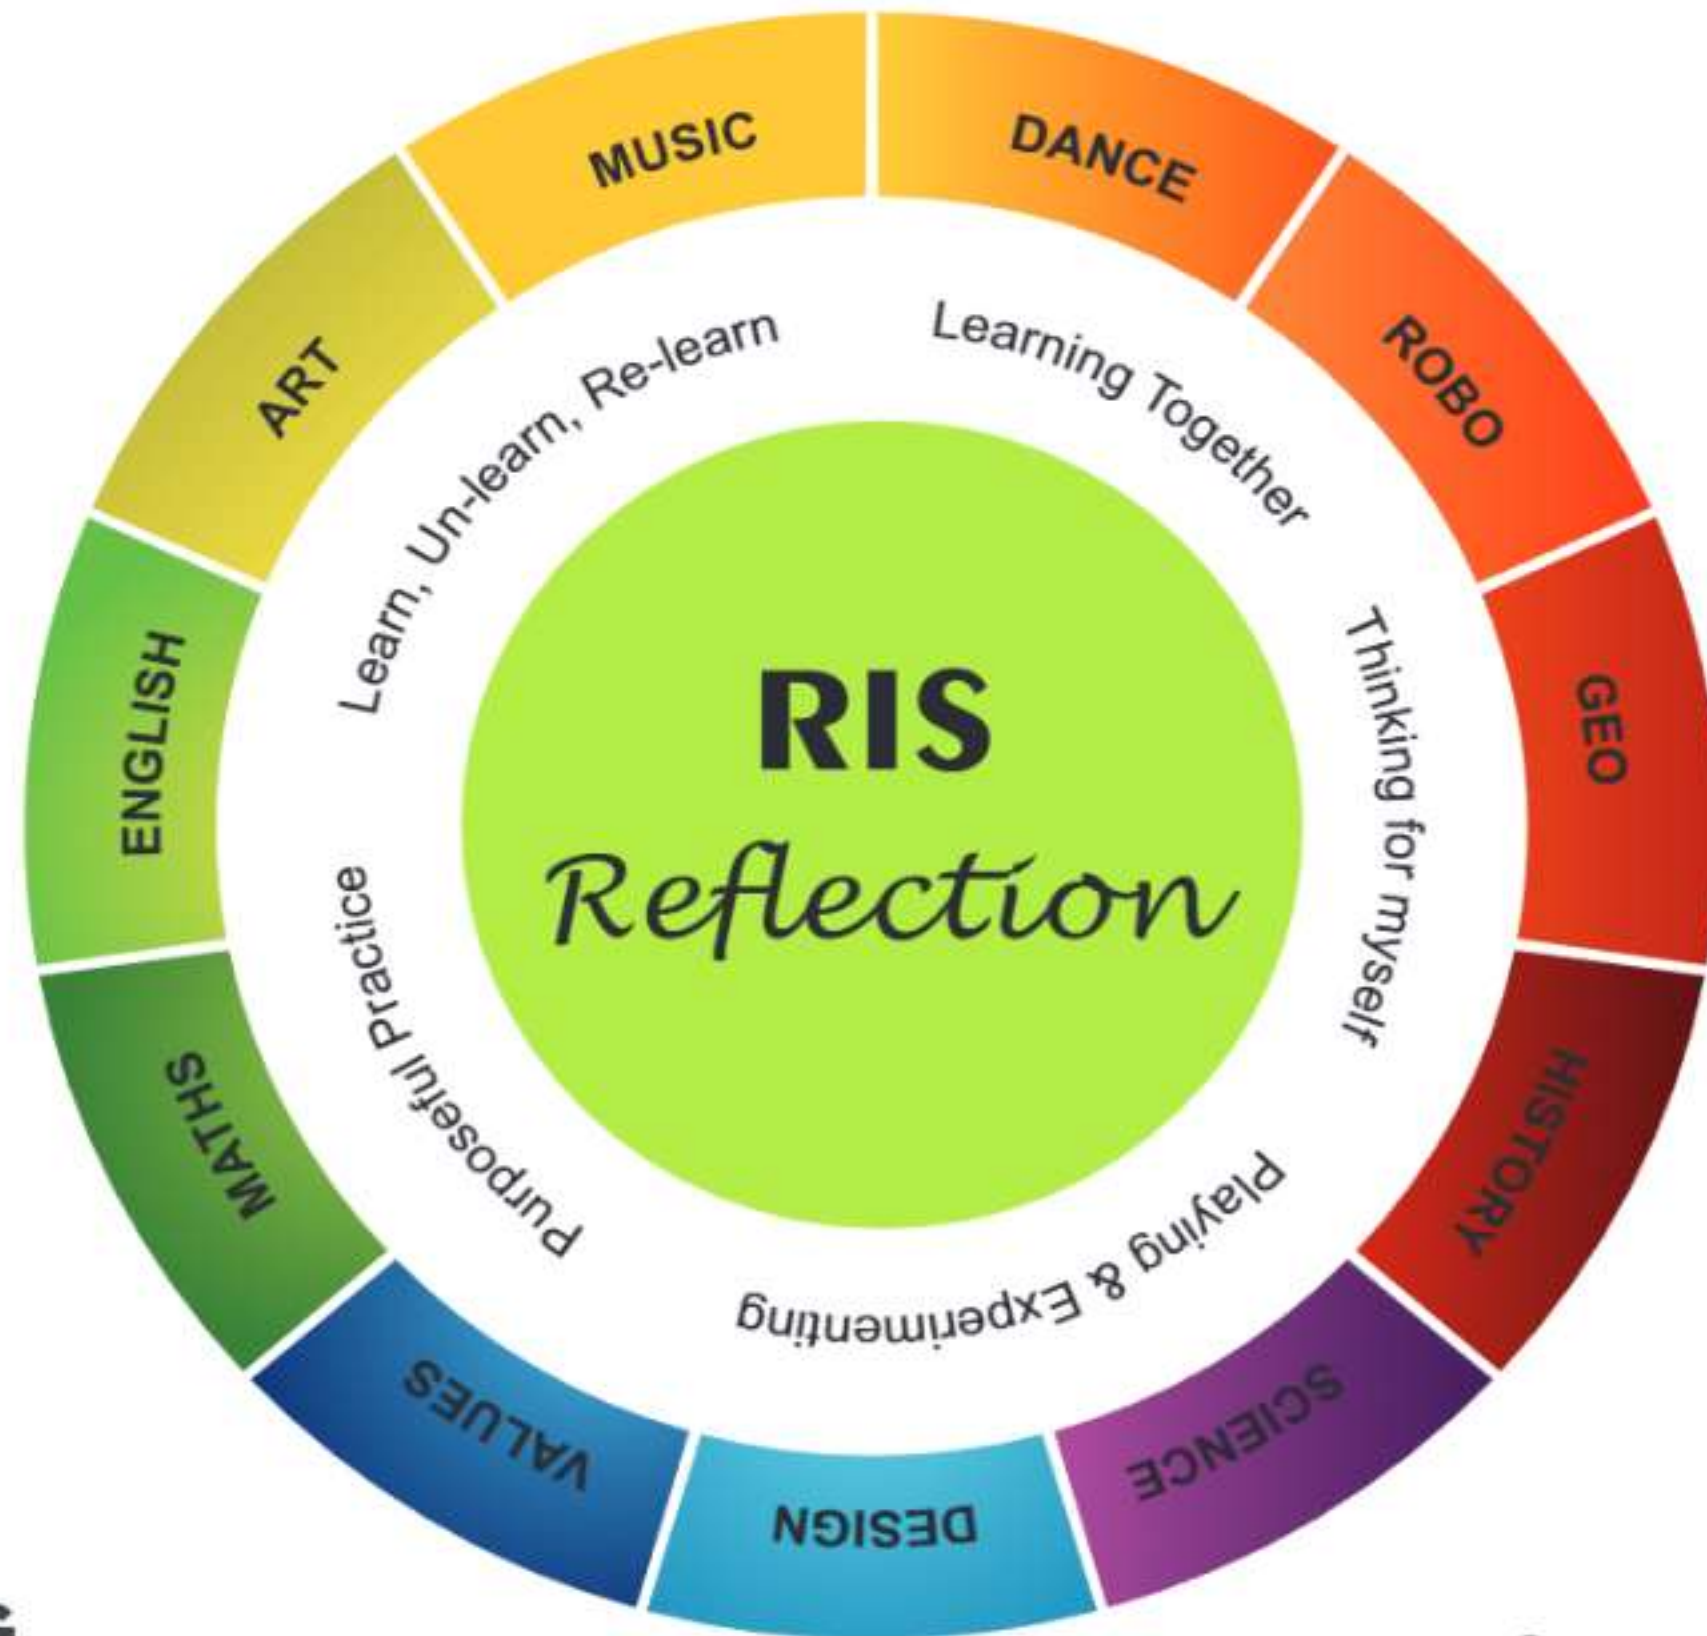 MUSIC
DANCE
ROBO
GEO
HISTORY
SCIENCE
DESIGN
VALUES
MATHS
ENGLISH
ART
Learn, Un-learn, Re-learn
Learning Together
Thinking for myself
Playing & Experimenting
Purposeful Practice
RIS
Reflection